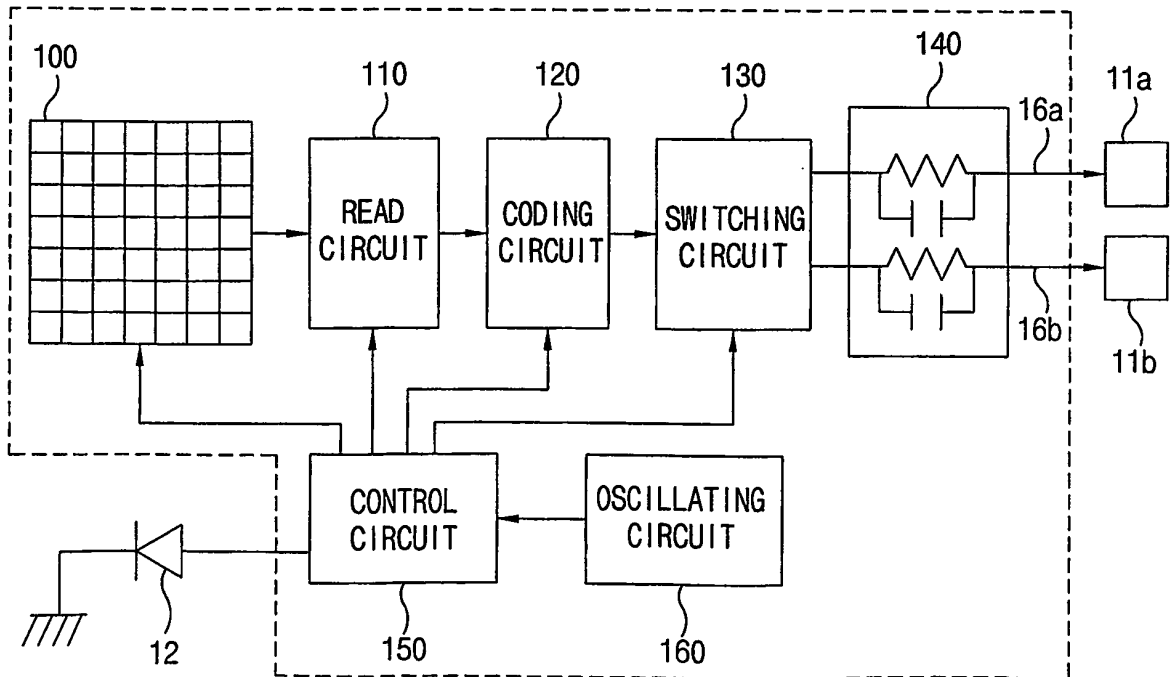 100
110
120
130
140
16a
11a
READ
CIRCUIT
CODING
CIRCUIT
SWITCHING
CIRCUIT
16b
11b
CONTROL
CIRCUIT
OSCILLATING
CIRCUIT
12
150
160